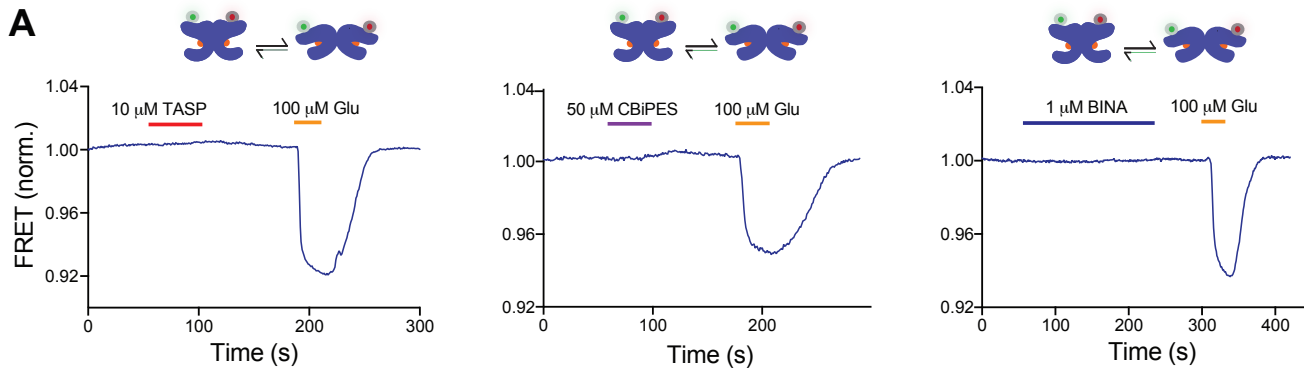 A
FRET (norm.)
1.04
1.00
0.96
0.92
10 μM TASP
100 μM Glu
0
100
200
300
Time (s)
1.04
1.00
0.96
0.92
50 μM CBiPES
100 μM Glu
0
100
200
Time (s)
1.04
1.00
0.96
0.92
1 μM BINA
100 μM Glu
0
100
200
300
400
Time (s)